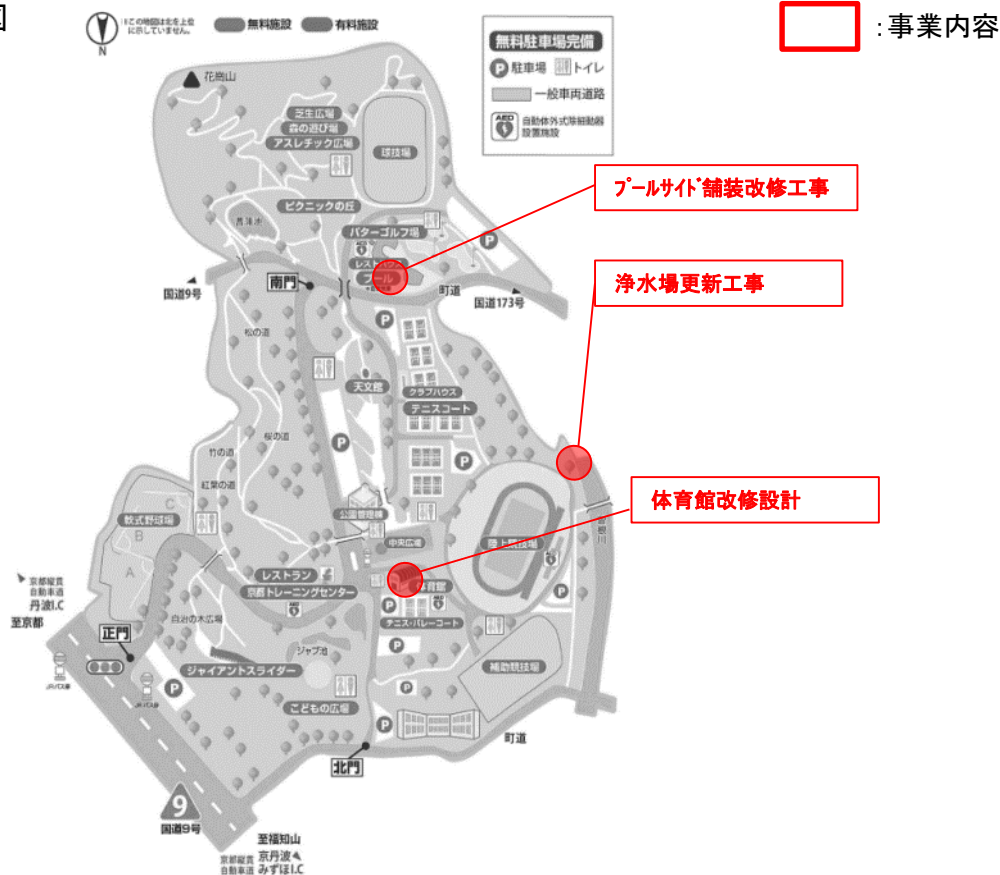 図
※この地図は北を上位
に示していません。
N
無料施設
有料施設
：事業内容
無料駐車場完備
P 駐車場
トイレ
一般車両道路
AED
自動体外式除細動器
設置施設
花樹山
芝生広場
森の遊び場
アスレチック広場
球技場
ピクニックの丘
パターゴルフ場
P
レストハウス
プール
プールサイド舗装改修工事
浄水場更新工事
体育館改修設計
国道9号
南門
町道
国道173号
P
松の道
天文館
クラブハウス
テニスコート
桜の道
P
P
竹の道
紅葉の道
公園管理棟
軟式野球場
A
B
C
中央広場
陸上競技場
AED
レストラン
京都トレーニングセンター
AED
体育館
AED
P
P
テニス・バレーコート
京都縦貫
自動車道
丹波I.C
至京都
自治の木広場
正門
ジャブ池
ジャイアントスライダー
補助競技場
P
P
こどもの広場
P
町道
北門
9
国道9号
至福知山
京都縦貫
自動車道
京丹波
みずほI.C